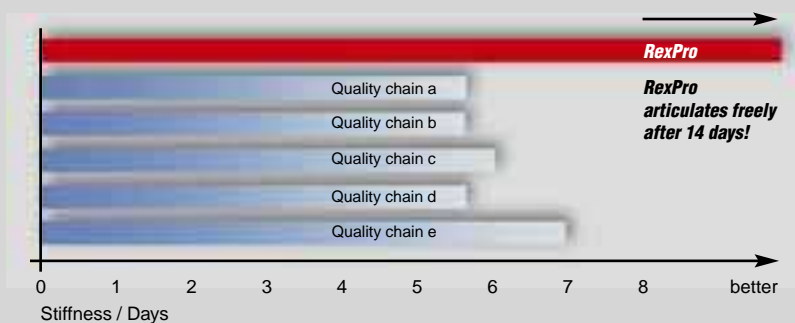 RexPro
Quality chain a
Quality chain b
Quality chain c
Quality chain d
Quality chain e
RexPro
articulates freely
after 14 days!
0 1 2 3 4 5 6 7 8 better
Stiffness / Days